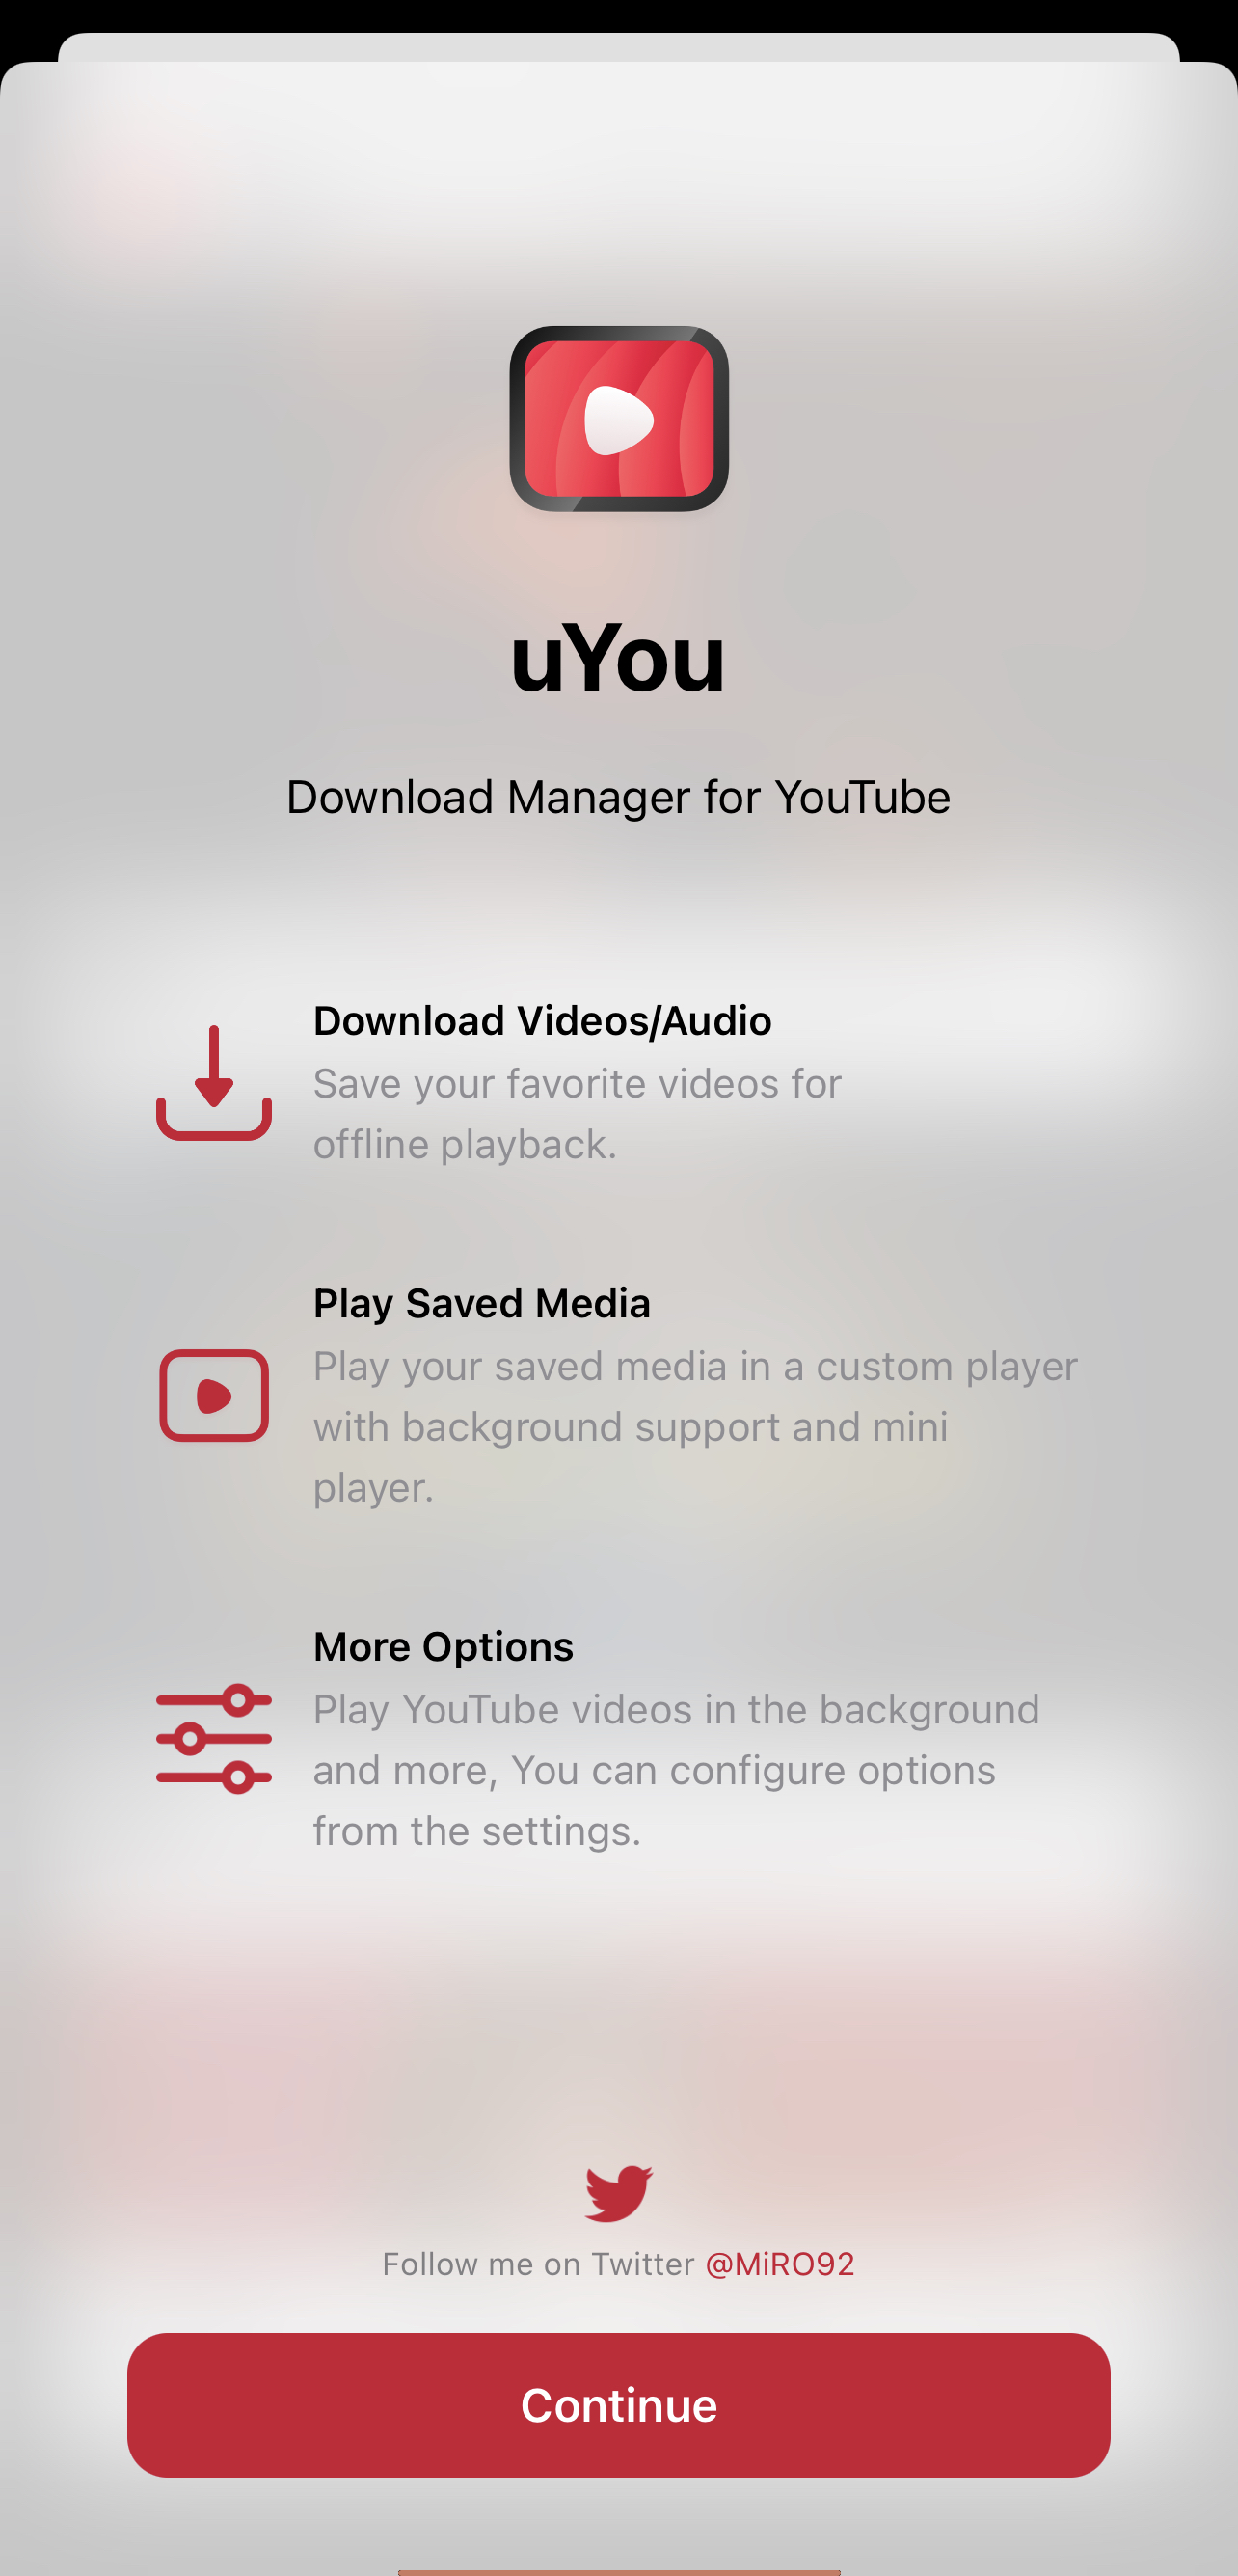 uYou
Download Manager for YouTube
Download Videos/Audio
Save your favorite videos for
offline playback.
Play Saved Media
Play your saved media in a custom player
with background support and mini
player.
More Options
Play YouTube videos in the background
and more, You can configure options
from the settings.
Follow me on Twitter @MiRO92
Continue